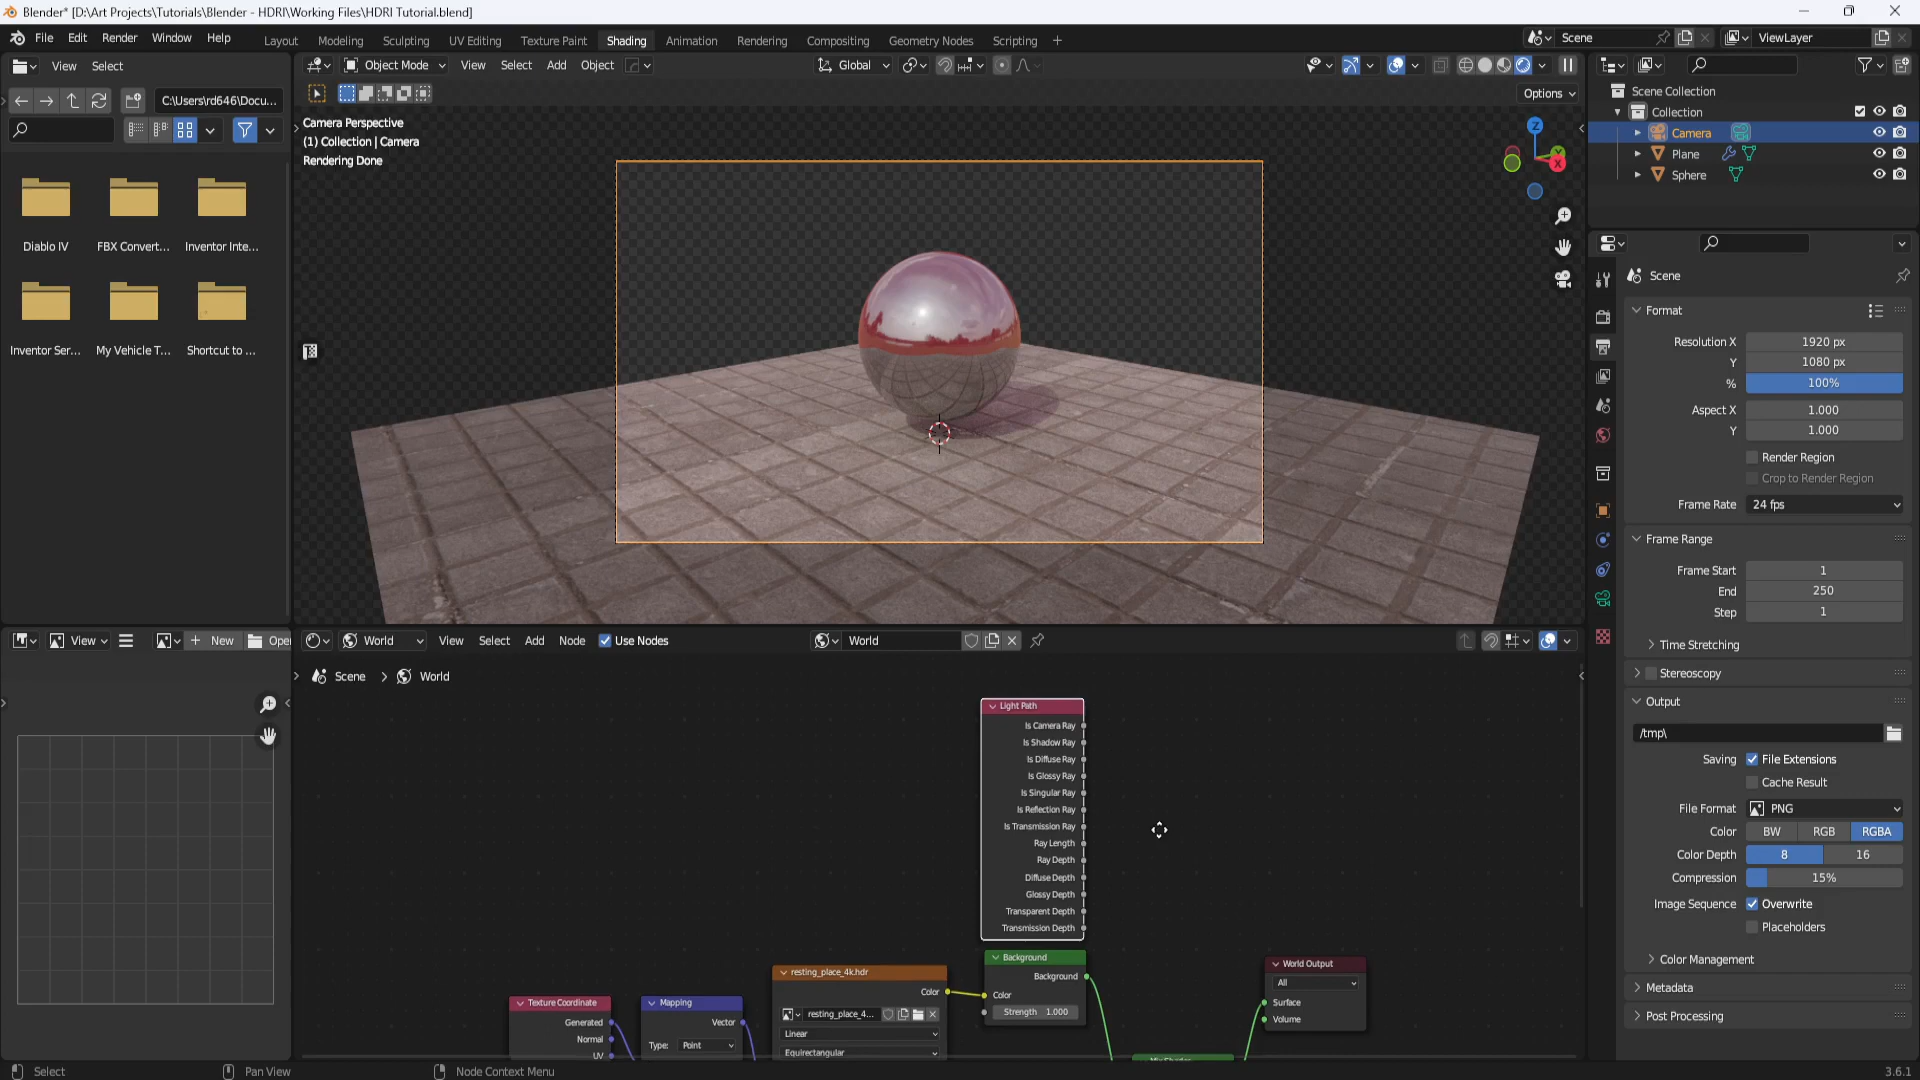 Blender* [D:\Art Projects\Tutorials\Blender - HDRI\Working Files\HDRI Tutorial.blend]
File Edit Render Window Help
Layout Modeling Sculpting UV Editing Texture Paint Shading Animation Rendering Compositing Geometry Nodes Scripting +
Scene
ViewLayer
View Select
Object Mode View Select Add Object
Global
C:\Users\rd646\Docu...
Options
Camera Perspective
(1) Collection | Camera
Rendering Done
Z
Y
X
Diablo IV
FBX Convert...
Inventor Inte...
Inventor Ser...
My Vehicle T...
Shortcut to ...
Scene Collection
Collection
Camera
Plane
Sphere
Scene
Format
Resolution X 1920 px
Y 1080 px
% 100%
Aspect X 1.000
Y 1.000
Render Region
Crop to Render Region
Frame Rate 24 fps
Frame Range
Frame Start 1
End 250
Step 1
Time Stretching
Stereoscopy
Output
/tmp\
Saving File Extensions
Cache Result
File Format PNG
Color BW RGB RGBA
Color Depth 8 16
Compression 15%
Image Sequence Overwrite
Placeholders
Color Management
Metadata
Post Processing
View
New
Open
World View Select Add Node Use Nodes
World
Scene > World
Light Path
Is Camera Ray
Is Shadow Ray
Is Diffuse Ray
Is Glossy Ray
Is Singular Ray
Is Reflection Ray
Is Transmission Ray
Ray Length
Ray Depth
Diffuse Depth
Glossy Depth
Transparent Depth
Transmission Depth
Background
Background
Color
Strength 1.000
World Output
All
Surface
Volume
resting_place_4k.hdr
Color
resting_place_4...
Linear
Equirectangular
Texture Coordinate
Generated
Normal
UV
Mapping
Vector
Type: Point
Mix Shader
Select
Pan View
Node Context Menu
3.6.1